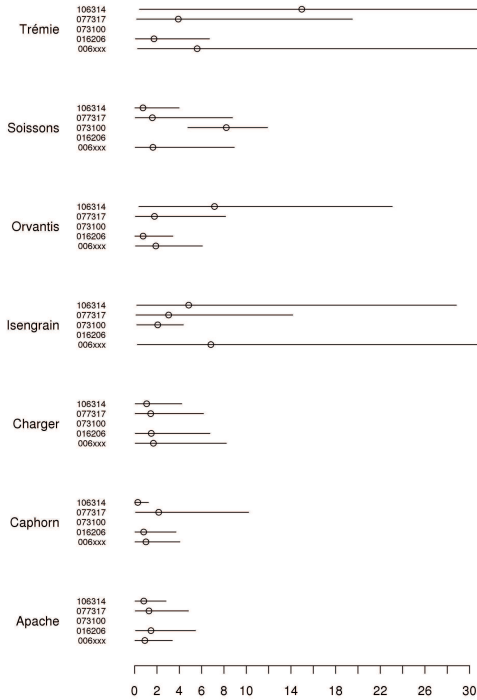 106314
077317
Trémie 073100
016206
006xxx
106314
077317
Soissons 073100
016206
006xxx
106314
077317
Orvantis 073100
016206
006xxx
106314
077317
Isengrain 073100
016206
006xxx
106314
077317
Charger 073100
016206
006xxx
106314
077317
Caphorn 073100
016206
006xxx
106314
077317
Apache 073100
016206
006xxx
0 2 4 6 8 10 14 18 22 26 30